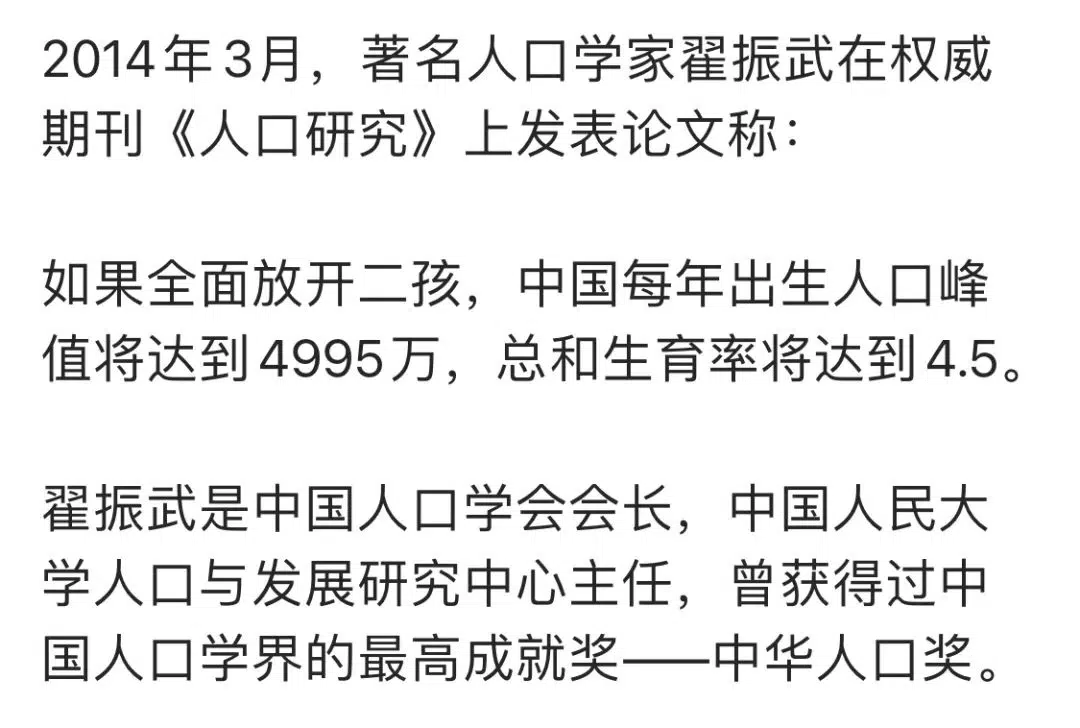 2014年3月，著名人口学家翟振武在权威
期刊《人口研究》上发表论文称：
如果全面放开二孩，中国每年出生人口峰
值将达到4995万，总和生育率将达到4.5。
翟振武是中国人口学会会长，中国人民大
学人口与发展研究中心主任，曾获得过中
国人口学界的最高成就奖——中华人口奖。